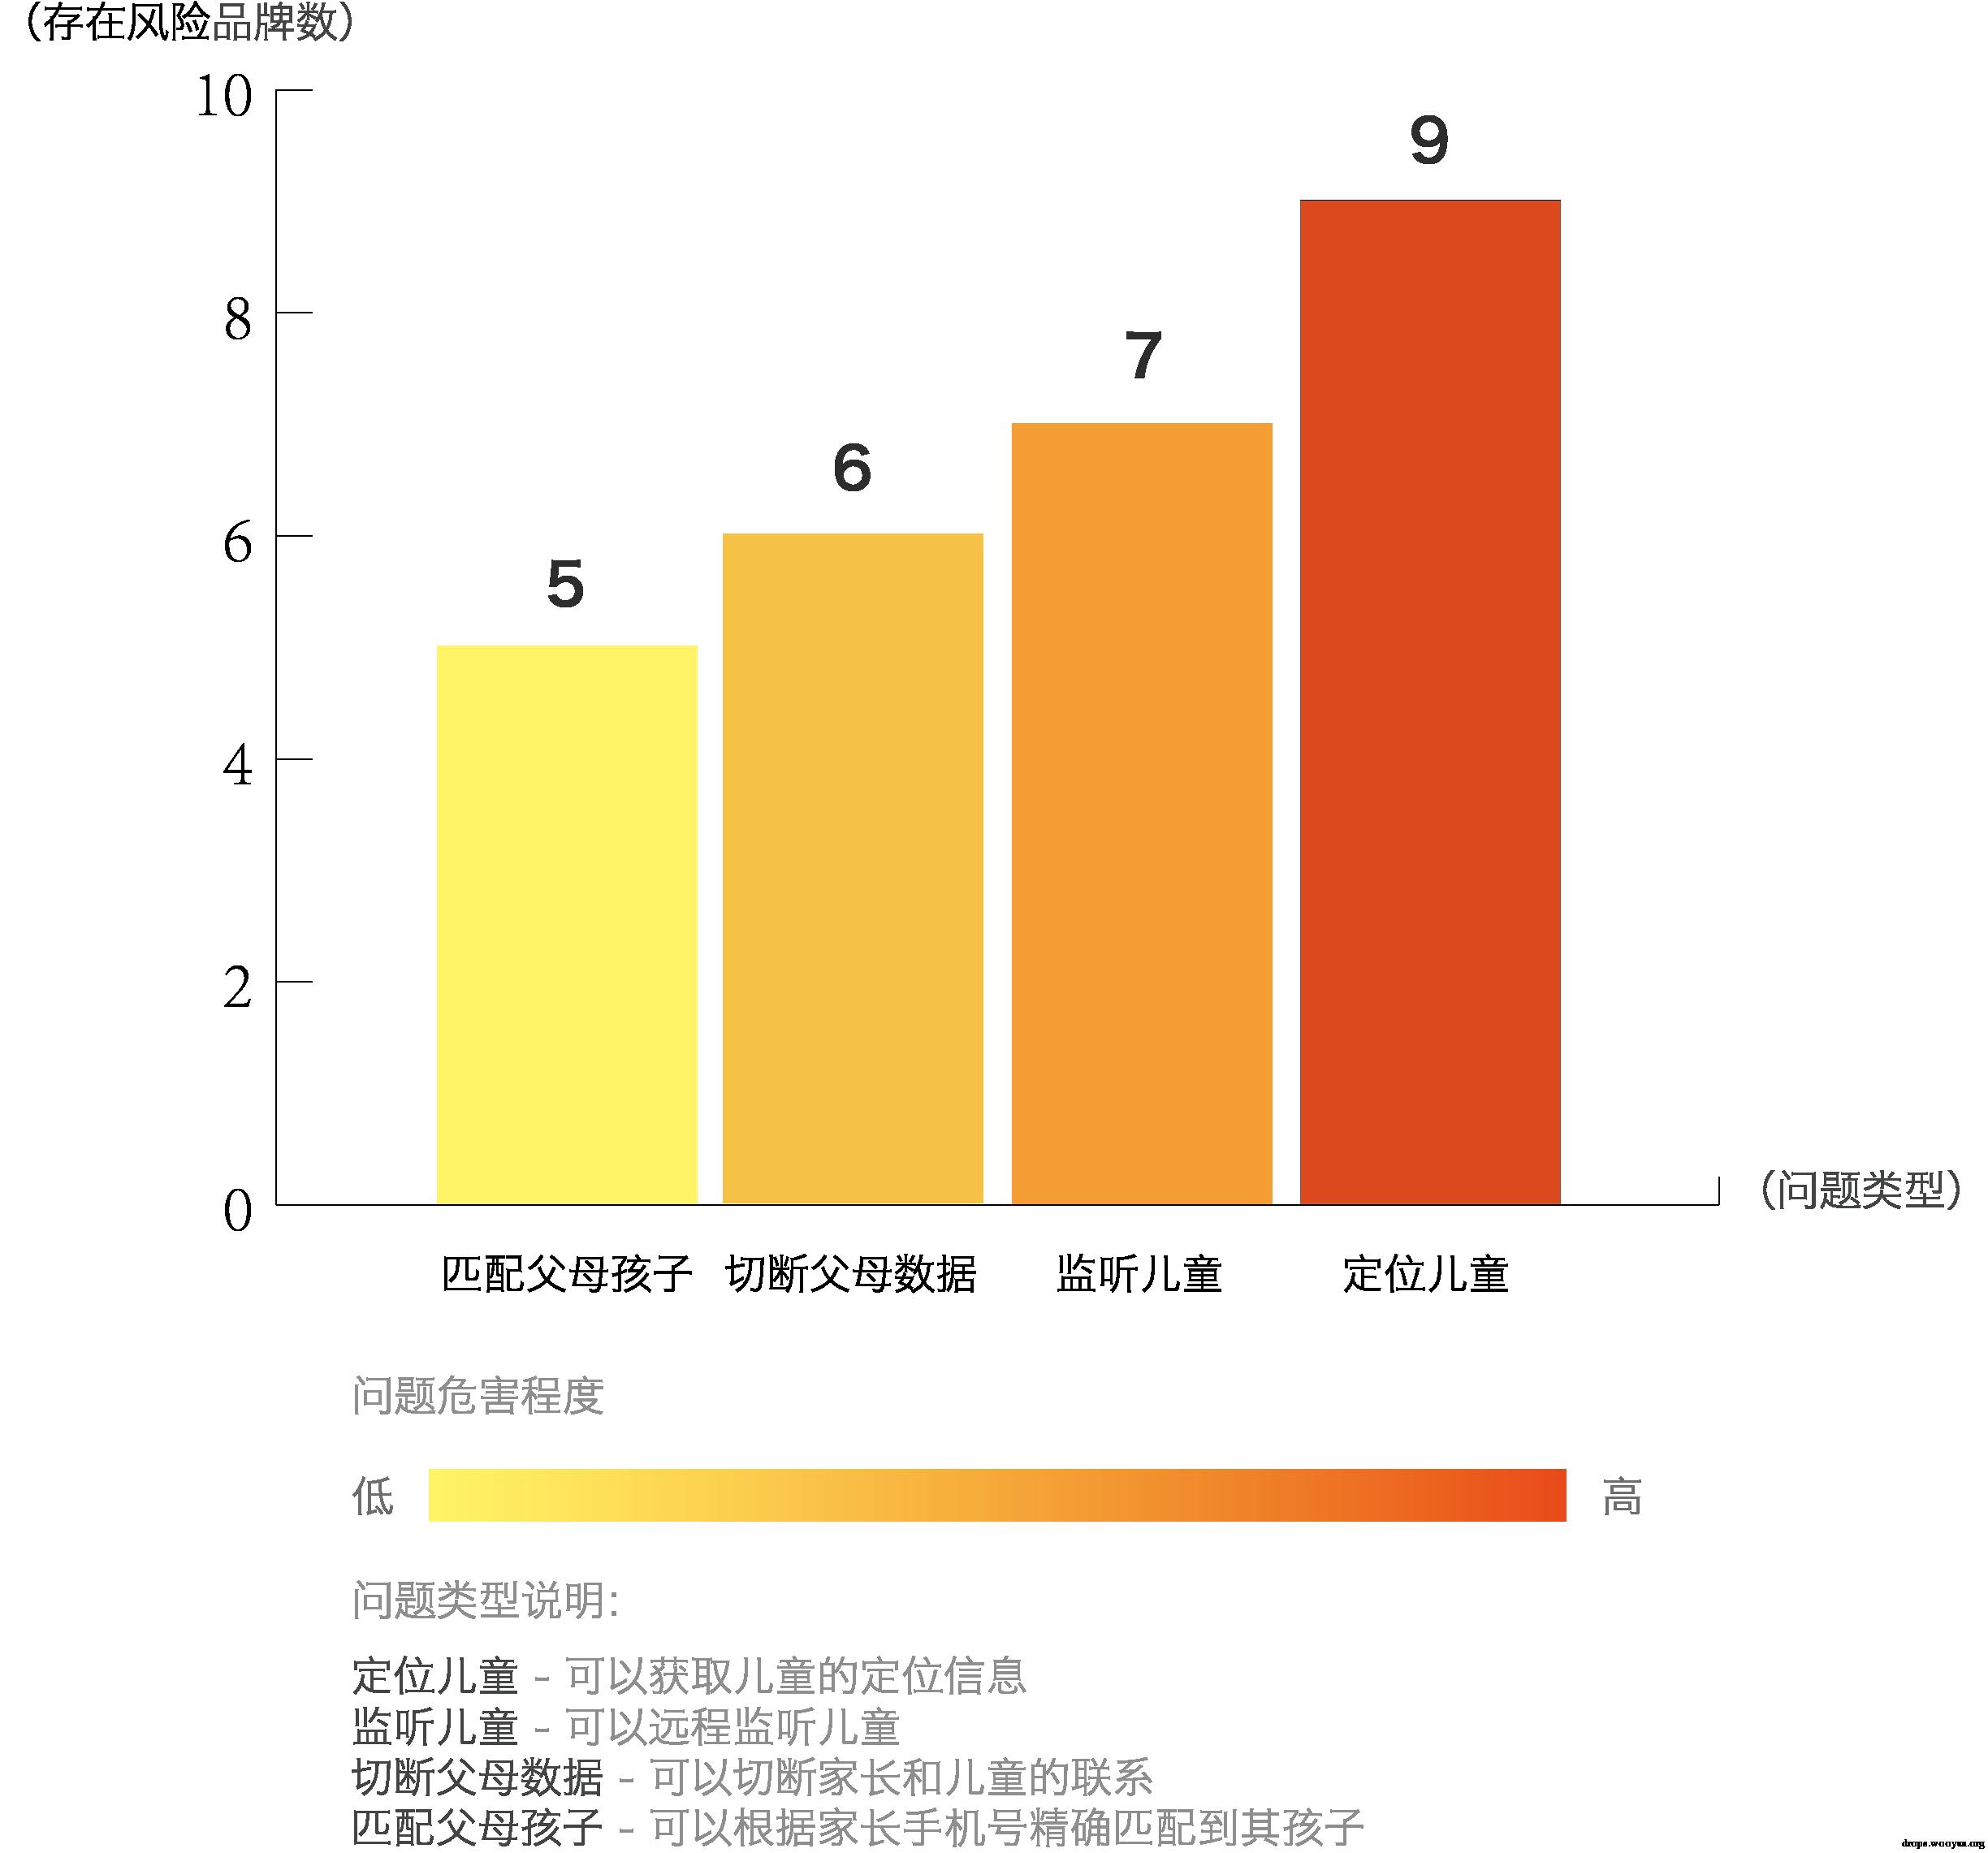 （存在风险品牌数）
10
9
8
7
6
6
5
4
2
0
（问题类型）
匹配父母孩子 切断父母数据 监听儿童 定位儿童
问题危害程度
低 高
问题类型说明:
定位儿童 - 可以获取儿童的定位信息
监听儿童 - 可以远程监听儿童
切断父母数据 - 可以切断家长和儿童的联系
匹配父母孩子 - 可以根据家长手机号精确匹配到其孩子
drops.wooyun.org